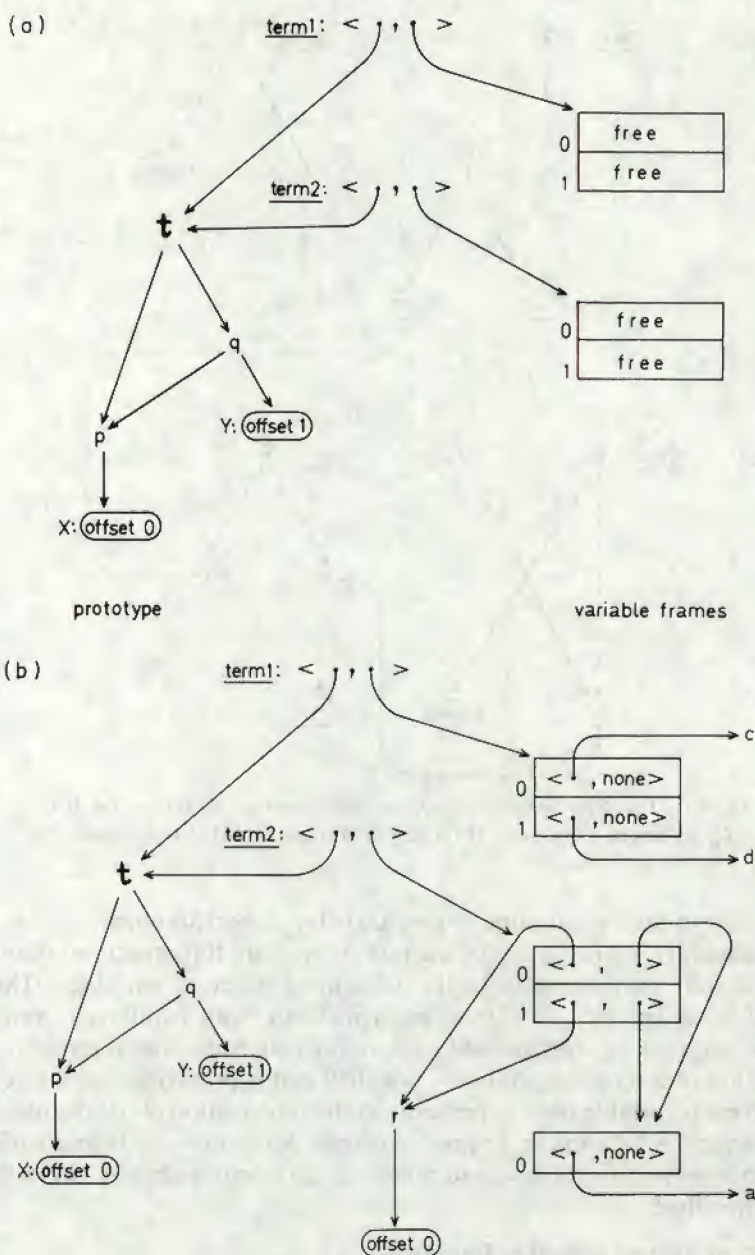 (a)
term1: < . , . >
0 free
1 free
term2: < . , . >
t
0 free
1 free
q
p
Y: offset 1
X: offset 0
prototype
variable frames
(b)
term1: < . , . >
c
0 < . , none>
1 < . , none>
term2: < . , . >
d
t
0 < . , . >
1 < . , . >
q
p
Y: offset 1
r
0 < . , none>
X: offset 0
a
offset 0